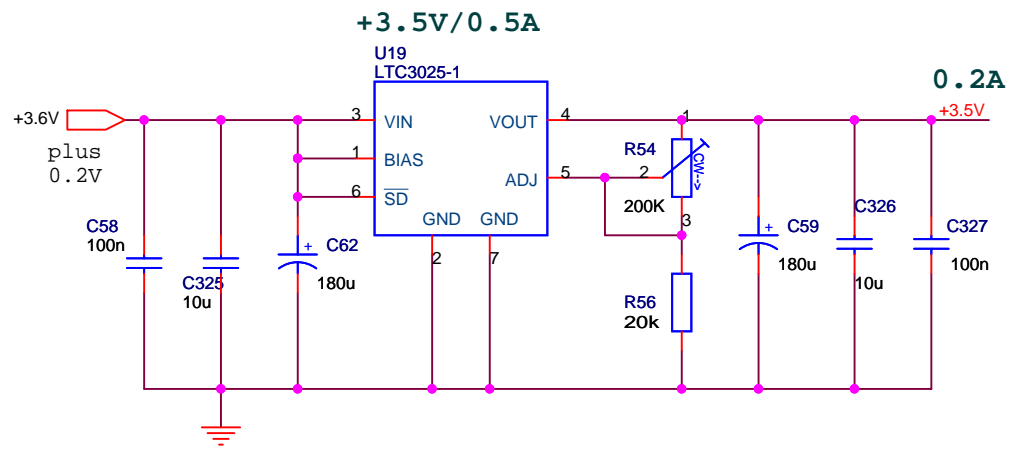 +3.5V/0.5A
U19
LTC3025-1
0.2A
+3.6V
+3.5V
plus
0.2V
3
VIN
VOUT
4
1
1
BIAS
R54
2
CW-->
6
SD
ADJ
5
200K
3
GND
GND
C58
100n
C62
180u
2
7
C59
180u
C326
10u
C327
100n
C325
10u
R56
20k